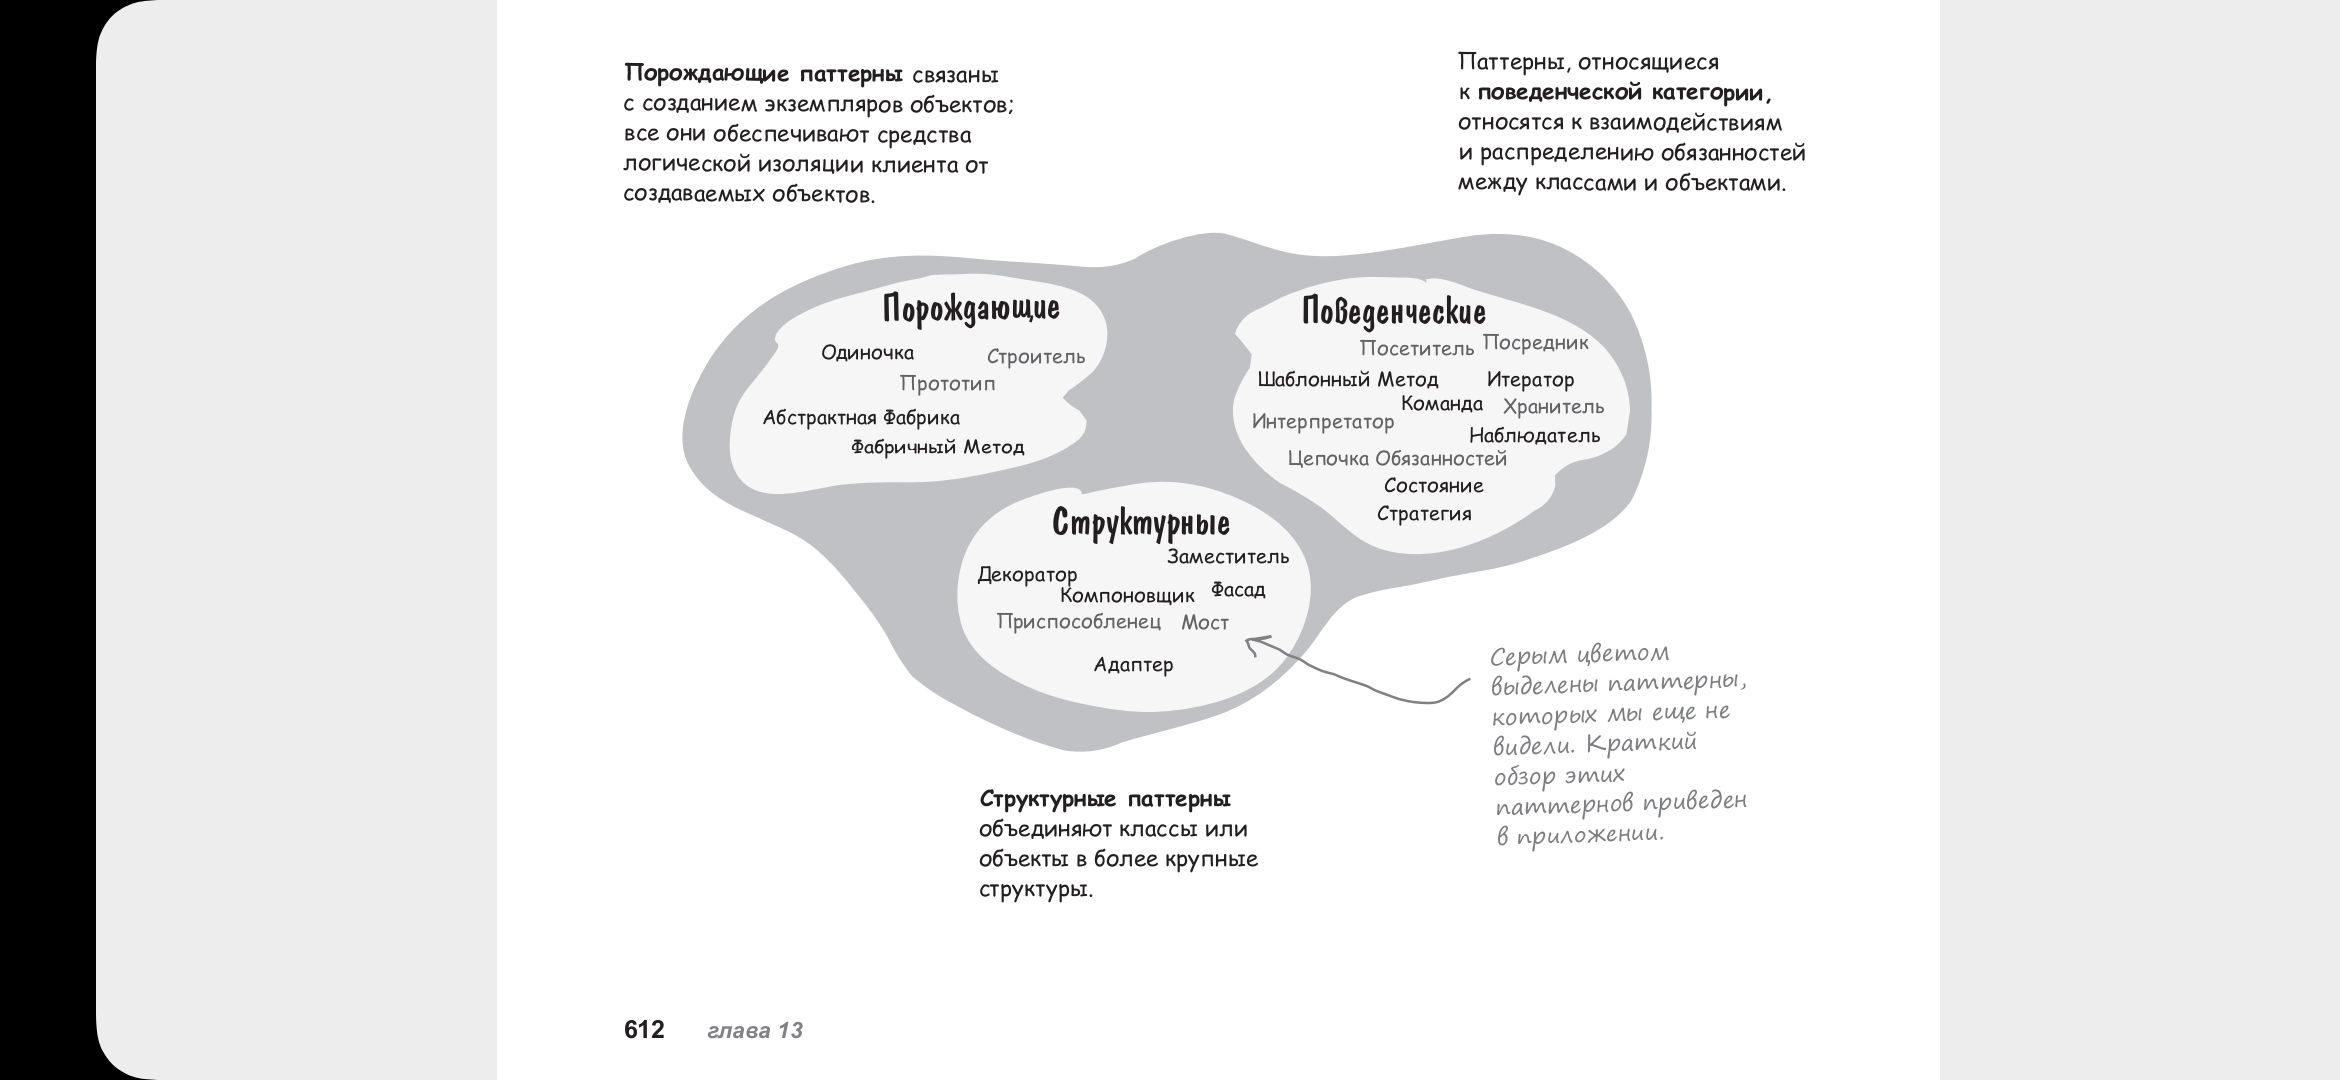 Порождающие паттерны связаны
с созданием экземпляров объектов;
все они обеспечивают средства
логической изоляции клиента от
создаваемых объектов.
Паттерны, относящиеся
к поведенческой категории,
относятся к взаимодействиям
и распределению обязанностей
между классами и объектами.
Порождающие
Одиночка Строитель
Прототип
Абстрактная Фабрика
Фабричный Метод
Поведенческие
Посетитель Посредник
Шаблонный Метод Итератор
Команда Хранитель
Интерпретатор
Наблюдатель
Цепочка Обязанностей
Состояние
Стратегия
Структурные
Заместитель
Декоратор
Компоновщик Фасад
Приспособленец Мост
Адаптер
Серым цветом
выделены паттерны,
которых мы еще не
видели. Краткий
обзор этих
паттернов приведен
в приложении.
Структурные паттерны
объединяют классы или
объекты в более крупные
структуры.
612 глава 13